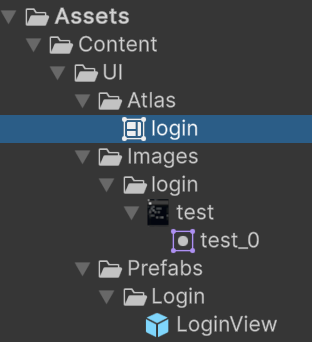 Assets
Content
UI
Atlas
login
Images
login
test
test_0
Prefabs
Login
LoginView